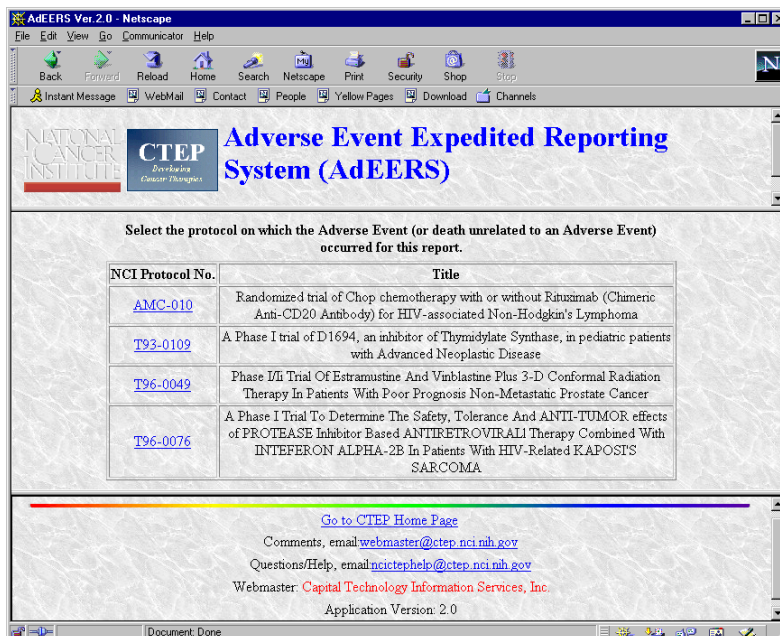 AdEERS Ver.2.0 - Netscape
File Edit View Go Communicator Help
Back Forward Reload Home Search Netscape Print Security Shop Stop
N
Instant Message WebMail Contact People Yellow Pages Download Channels
NATIONAL
CANCER
INSTITUTE
CTEP
Developing
Cancer Therapies
Adverse Event Expedited Reporting
System (AdEERS)
Select the protocol on which the Adverse Event (or death unrelated to an Adverse Event)
occurred for this report.
NCI Protocol No. Title
AMC-010 Randomized trial of Chop chemotherapy with or without Rituximab (Chimeric
Anti-CD20 Antibody) for HIV-associated Non-Hodgkin's Lymphoma
T93-0109 A Phase I trial of D1694, an inhibitor of Thymidylate Synthase, in pediatric patients
with Advanced Neoplastic Disease
T96-0049 Phase I/Ii Trial Of Estramustine And Vinblastine Plus 3-D Conformal Radiation
Therapy In Patients With Poor Prognosis Non-Metastatic Prostate Cancer
T96-0076 A Phase I Trial To Determine The Safety, Tolerance And ANTI-TUMOR effects
of PROTEASE Inhibitor Based ANTIRETROVIRAl Therapy Combined With
INTEFERON ALPHA-2B In Patients With HIV-Related KAPOSI'S
SARCOMA
Go to CTEP Home Page
Comments, email:webmaster@ctep.nci.nih.gov
Questions/Help, email:ncictephelp@ctep.nci.nih.gov
Webmaster: Capital Technology Information Services, Inc.
Application Version: 2.0
Document: Done